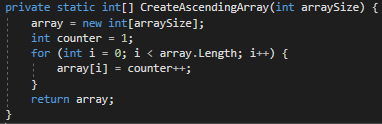 private static int[] CreateAscendingArray(int arraySize) {
    array = new int[arraySize];
    int counter = 1;
    for (int i = 0; i < array.Length; i++) {
        array[i] = counter++;
    }
    return array;
}